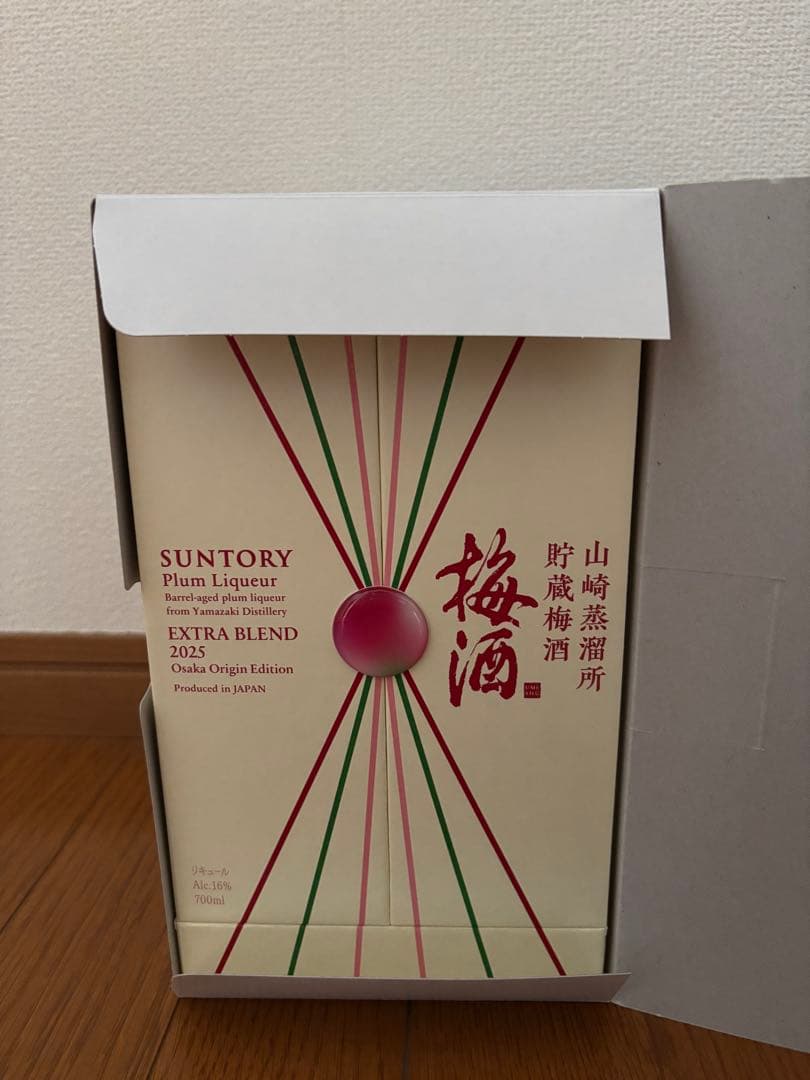 SUNTORY
Plum Liqueur
Barrel-aged plum liqueur
from Yamazaki Distillery
EXTRA BLEND
2025
Osaka Origin Edition
Produced in JAPAN
リキュール
Alc.16%
700ml
山崎蒸溜所
貯蔵梅酒
梅酒
UME
SHU